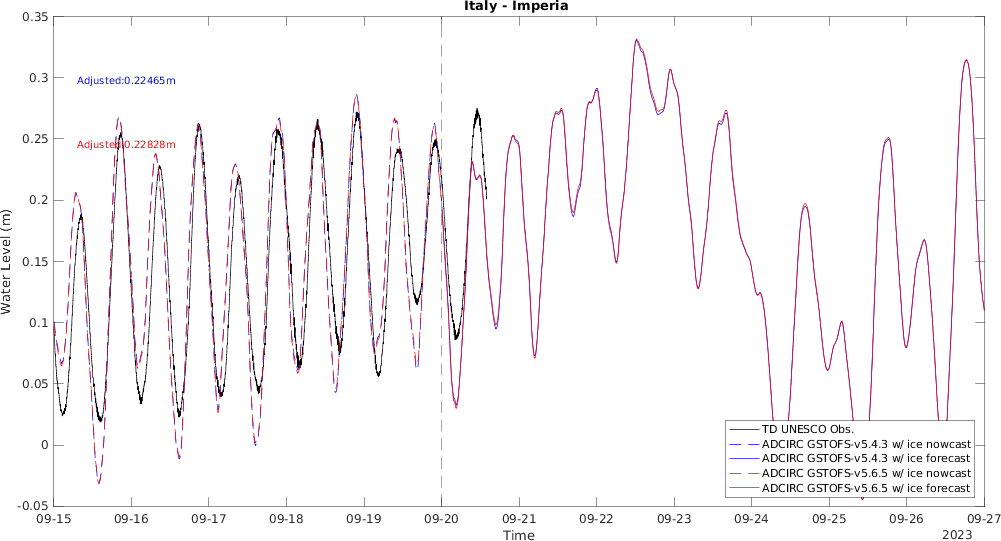 Italy - Imperia
0.35
0.3
0.25
0.2
0.15
0.1
0.05
0
-0.05
Water Level (m)
Adjusted:0.22465m
Adjusted:0.22828m
TD UNESCO Obs.
ADCIRC GSTOFS-v5.4.3 w/ ice nowcast
ADCIRC GSTOFS-v5.4.3 w/ ice forecast
ADCIRC GSTOFS-v5.6.5 w/ ice nowcast
ADCIRC GSTOFS-v5.6.5 w/ ice forecast
09-15 09-16 09-17 09-18 09-19 09-20 09-21 09-22 09-23 09-24 09-25 09-26 09-27
Time
2023